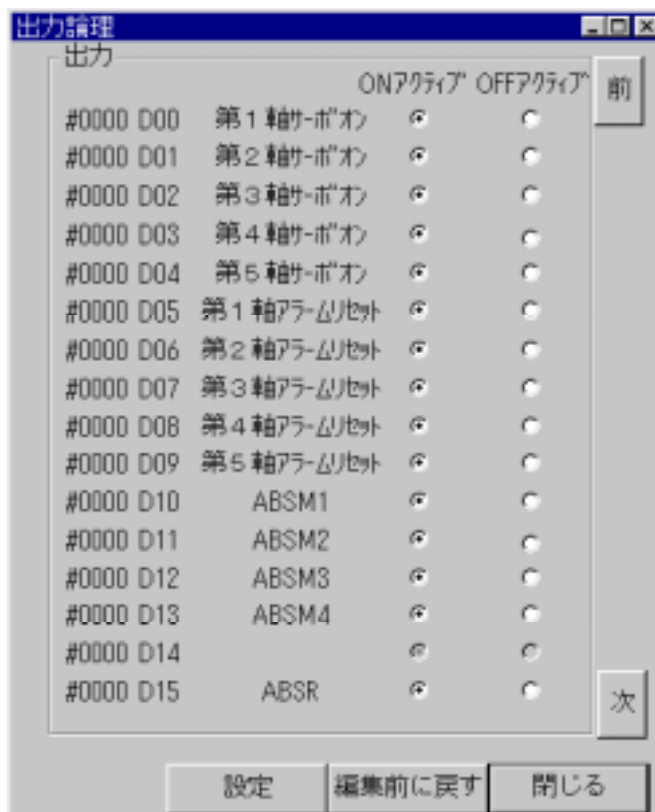 出力論理
出力
ONアクティブ OFFアクティブ 前
#0000 D00 第1軸サーボオン
#0000 D01 第2軸サーボオン
#0000 D02 第3軸サーボオン
#0000 D03 第4軸サーボオン
#0000 D04 第5軸サーボオン
#0000 D05 第1軸アラームリセット
#0000 D06 第2軸アラームリセット
#0000 D07 第3軸アラームリセット
#0000 D08 第4軸アラームリセット
#0000 D09 第5軸アラームリセット
#0000 D10 ABSM1
#0000 D11 ABSM2
#0000 D12 ABSM3
#0000 D13 ABSM4
#0000 D14
#0000 D15 ABSR 次
設定 編集前に戻す 閉じる